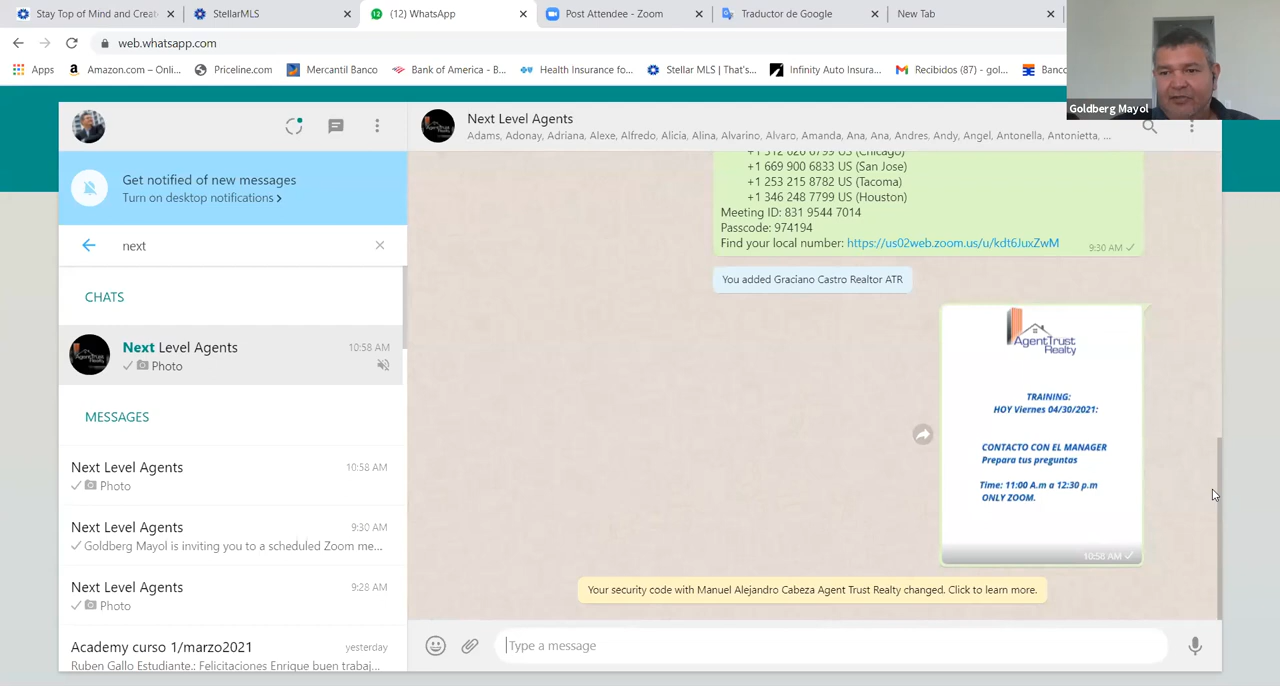 Stay Top of Mind and Creat
StellarMLS
(12) WhatsApp
Post Attendee - Zoom
Traductor de Google
New Tab
web.whatsapp.com
Apps
Amazon.com – Onli...
Priceline.com
Mercantil Banco
Bank of America - B...
Health Insurance fo...
Stellar MLS | That's...
Infinity Auto Insura...
Recibidos (87) - gol...
Banco
Goldberg Mayol
Get notified of new messages
Turn on desktop notifications >
next
CHATS
Next Level Agents
10:58 AM
Photo
MESSAGES
Next Level Agents
10:58 AM
Photo
Next Level Agents
9:30 AM
Goldberg Mayol is inviting you to a scheduled Zoom me...
Next Level Agents
9:28 AM
Photo
Academy curso 1/marzo2021
yesterday
Ruben Gallo Estudiante.: Felicitaciones Enrique buen trabaj...
Next Level Agents
Adams, Adonay, Adriana, Alexe, Alfredo, Alicia, Alina, Alvarino, Alvaro, Amanda, Ana, Ana, Andres, Andy, Angel, Antonella, Antonietta, ...
+1 312 626 6799 US (Chicago)
+1 669 900 6833 US (San Jose)
+1 253 215 8782 US (Tacoma)
+1 346 248 7799 US (Houston)
Meeting ID: 831 9544 7014
Passcode: 974194
Find your local number: https://us02web.zoom.us/u/kdt6JuxZwM
9:30 AM
You added Graciano Castro Realtor ATR
AgentTrust
Realty
TRAINING:
HOY Viernes 04/30/2021:
CONTACTO CON EL MANAGER
Prepara tus preguntas
Time: 11:00 A.m a 12:30 p.m
ONLY ZOOM.
10:58 AM
Your security code with Manuel Alejandro Cabeza Agent Trust Realty changed. Click to learn more.
Type a message